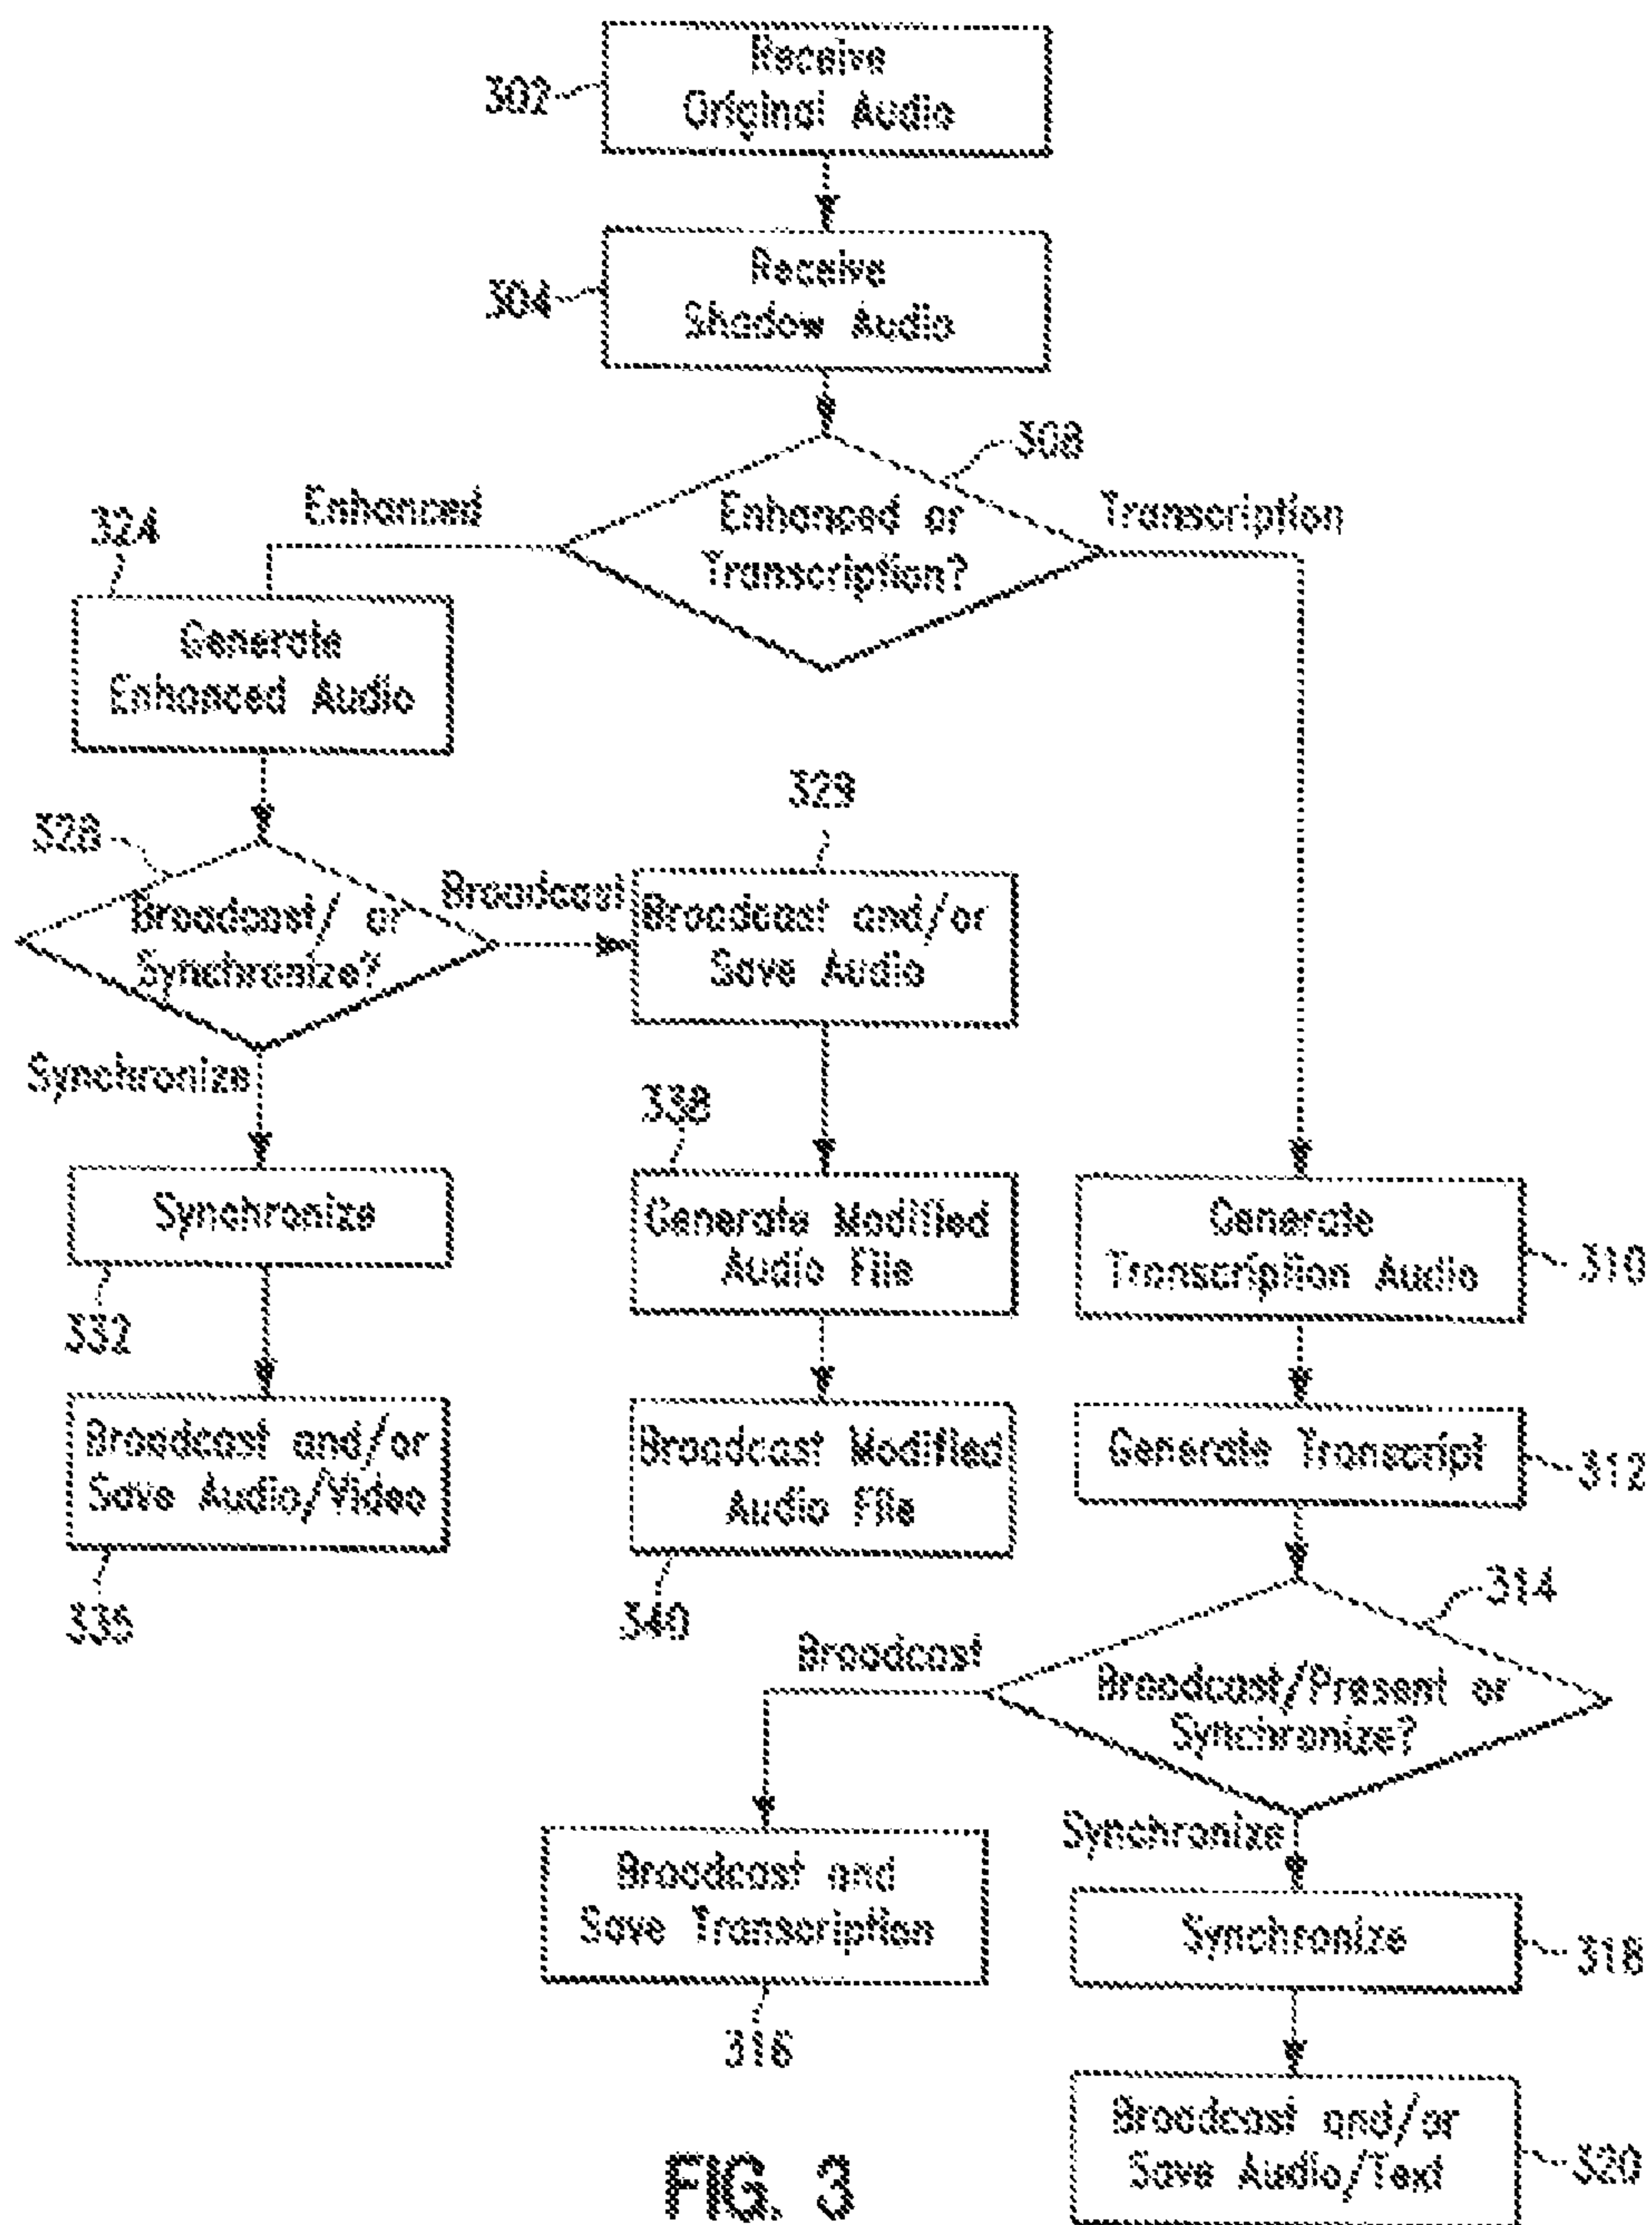 Receive
302
Original Audio
Receive
304
Shadow Audio
308
Enhanced
Enhanced or
Transcription?
Transcription
324
Generate
Enhanced Audio
328
Broadcast/ or
Synchronize?
Broadcast
329
Broadcast and/or
Save Audio
Synchronize
Synchronize
332
338
Generate Modified
Audio File
Generate
Transcription Audio
310
Broadcast and/or
Save Audio/Video
336
Broadcast Modified
Audio File
340
Generate Transcript
312
314
Broadcast
Broadcast/Present or
Synchronize?
Synchronize
Broadcast and
Save Transcription
316
Synchronize
318
Broadcast and/or
Save Audio/Text
320
FIG. 3